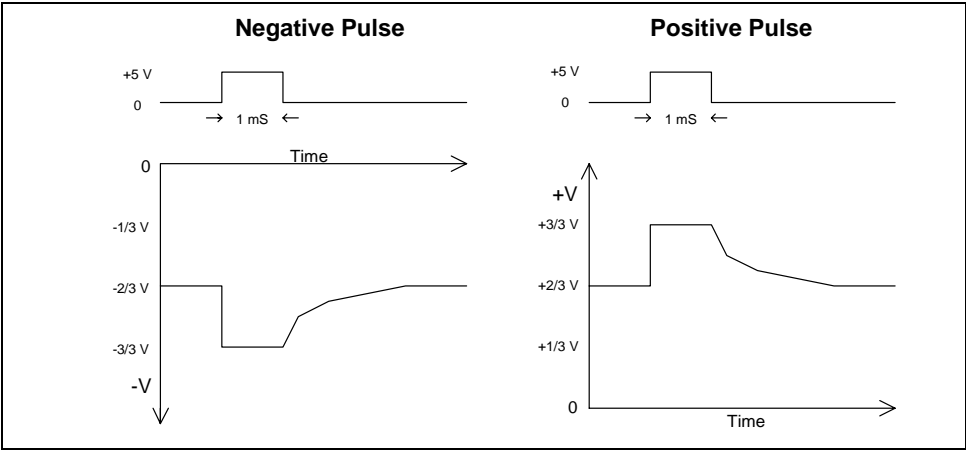 Negative Pulse
+5 V
0
1 mS
0
Time
-1/3 V
-2/3 V
-3/3 V
-V
Positive Pulse
+5 V
0
1 mS
+V
+3/3 V
+2/3 V
+1/3 V
0
Time